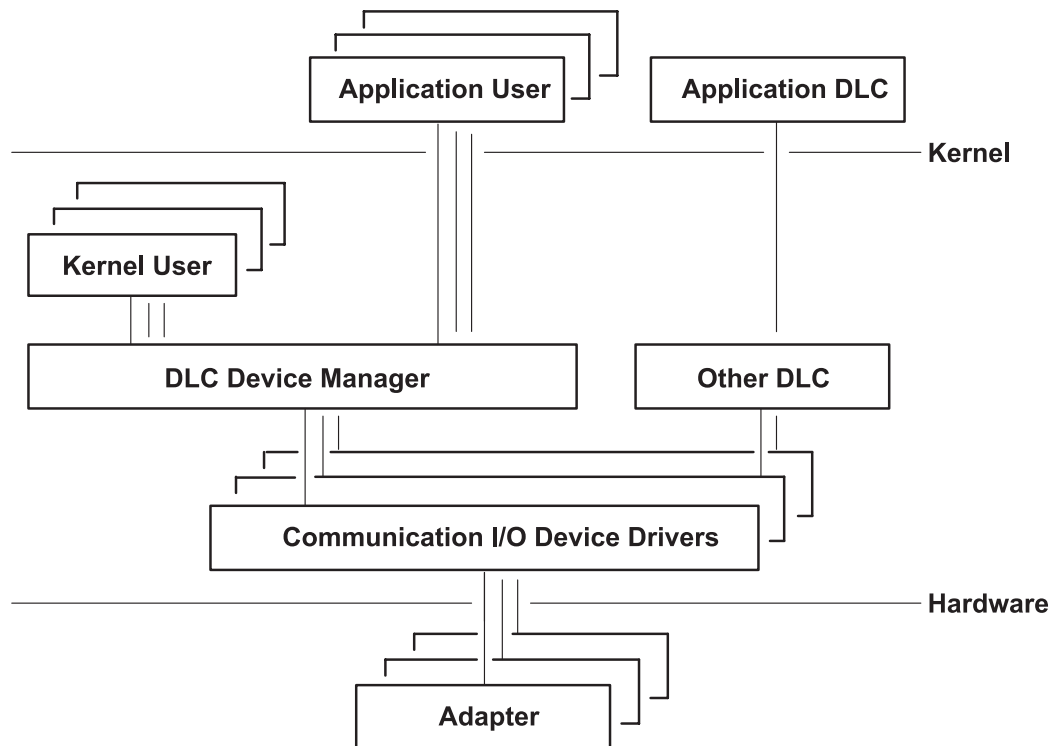 Application User
Application DLC
Kernel
Kernel User
DLC Device Manager
Other DLC
Communication I/O Device Drivers
Hardware
Adapter